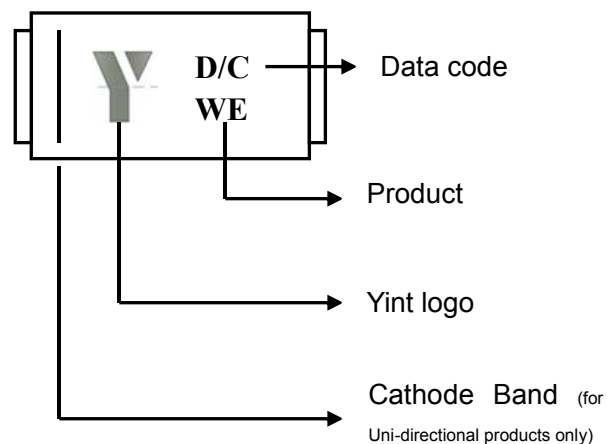 D/C
Data code
WE
Product
Yint logo
Cathode Band (for
Uni-directional products only)